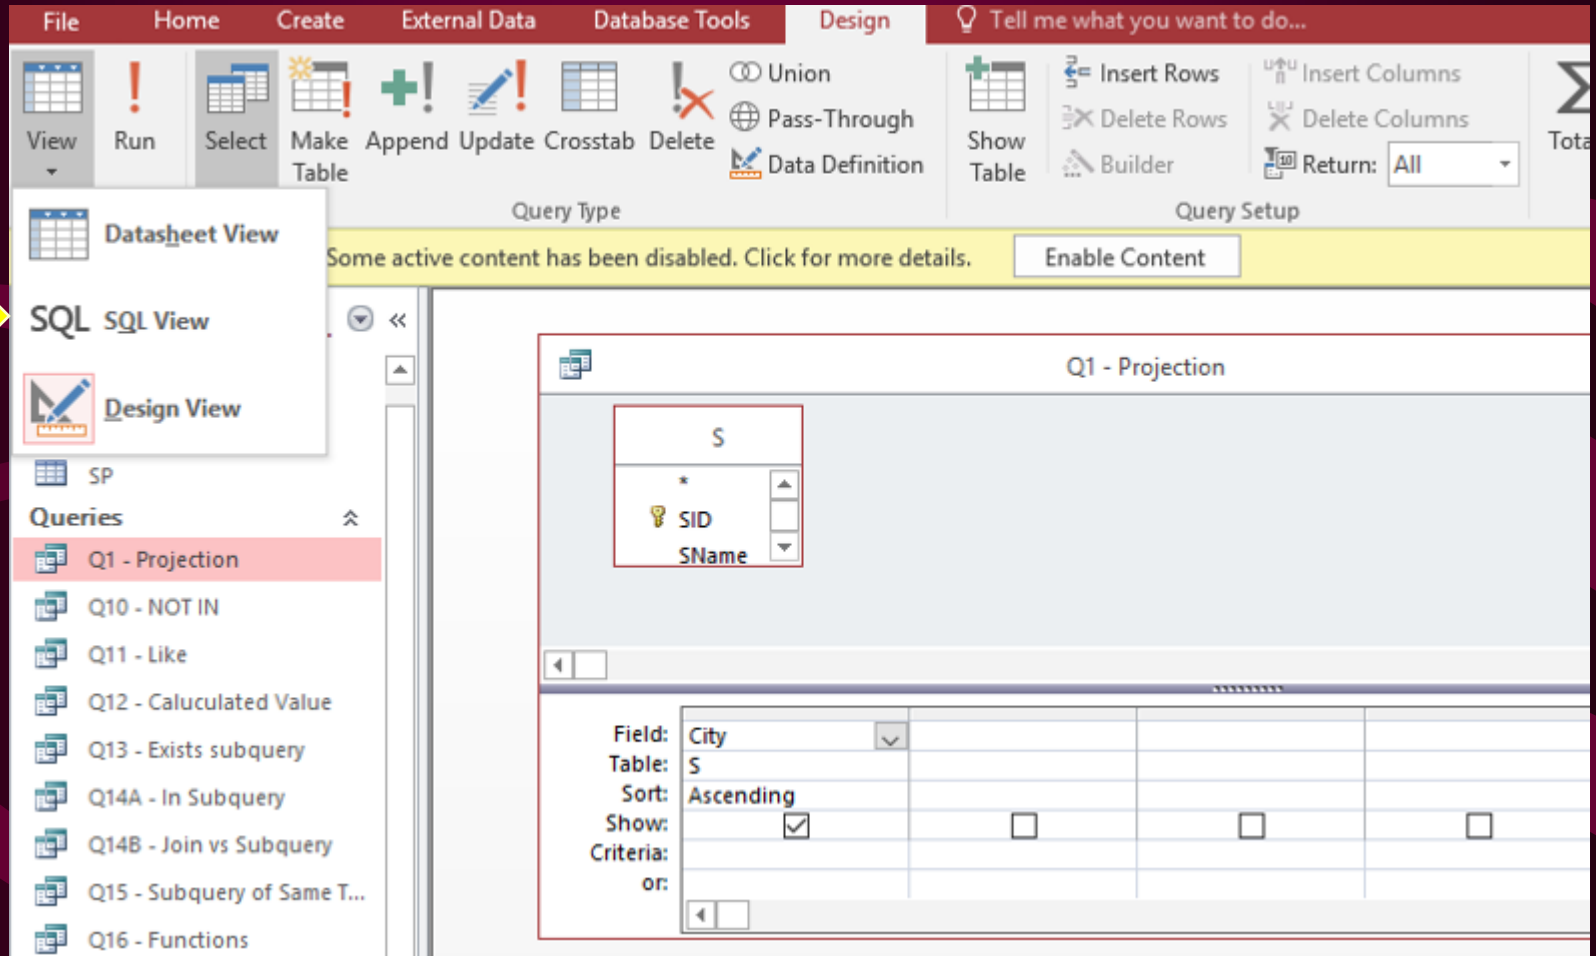 File Home Create External Data Database Tools Design Tell me what you want to do...
View Run Select Make Table Append Update Crosstab Delete
Union
Pass-Through
Data Definition
Show Table
Insert Rows
Delete Rows
Builder
Insert Columns
Delete Columns
Return: All
Query Type
Query Setup
Datasheet View
SQL SQL View
Design View
Some active content has been disabled. Click for more details. Enable Content
SP
Queries
Q1 - Projection
Q10 - NOT IN
Q11 - Like
Q12 - Caluculated Value
Q13 - Exists subquery
Q14A - In Subquery
Q14B - Join vs Subquery
Q15 - Subquery of Same T...
Q16 - Functions
Q1 - Projection
S
*
SID
SName
Field: City
Table: S
Sort: Ascending
Show:
Criteria:
or: